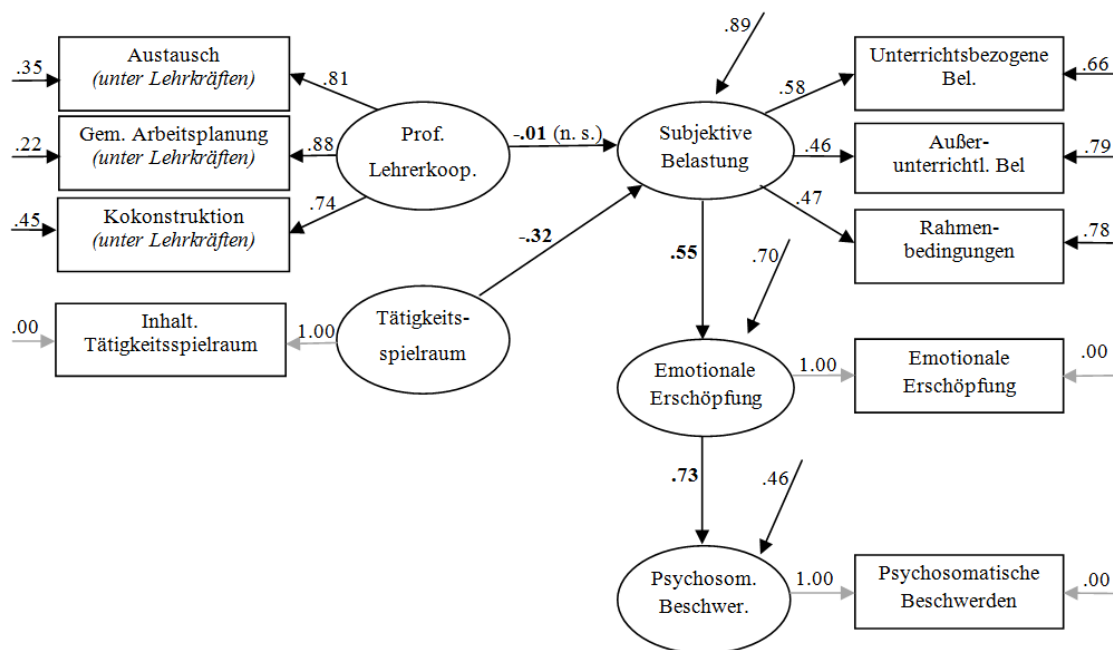 .89
Austausch
(unter Lehrkräften)
.35
.81
Unterrichtsbezogene
Bel.
.66
.58
Gem. Arbeitsplanung
(unter Lehrkräften)
.22
.88
Prof.
Lehrerkoop.
-.01 (n. s.)
Subjektive
Belastung
.46
Außer-
unterrichtl. Bel
.79
Kokonstruktion
(unter Lehrkräften)
.45
.74
.47
Rahmen-
bedingungen
.78
-.32
.55
.70
.00
Inhalt.
Tätigkeitsspielraum
1.00
Tätigkeits-
spielraum
Emotionale
Erschöpfung
1.00
Emotionale
Erschöpfung
.00
.73
.46
Psychosom.
Beschwer.
1.00
Psychosomatische
Beschwerden
.00